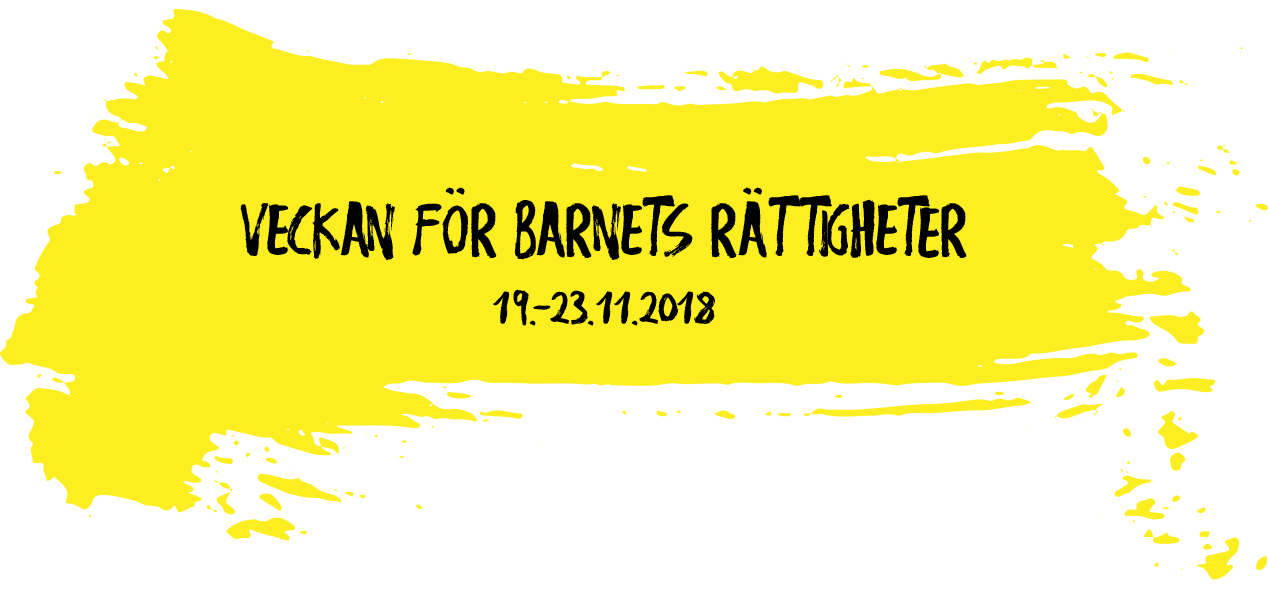 VECKAN FÖR BARNETS RÄTTIGHETER
19.-23.11.2018